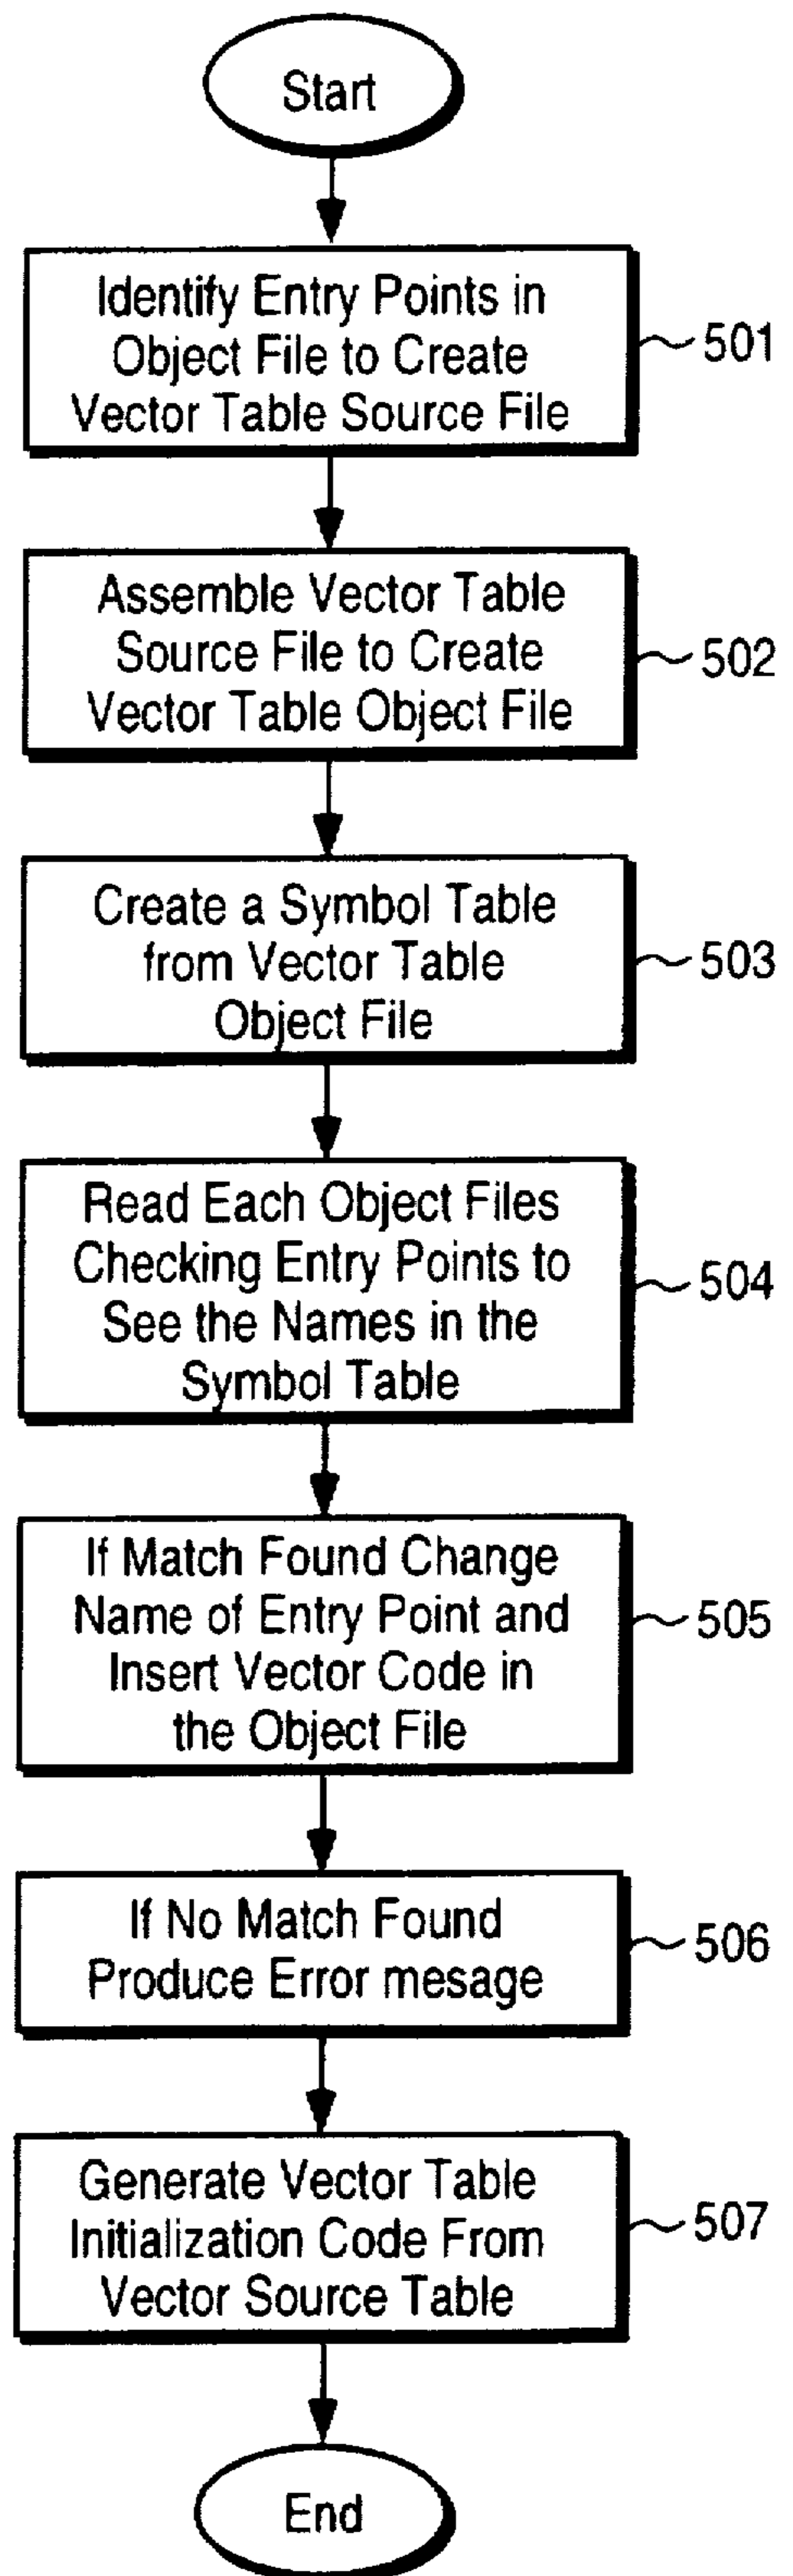 Start
Identify Entry Points in
Object File to Create
Vector Table Source File
501
Assemble Vector Table
Source File to Create
Vector Table Object File
502
Create a Symbol Table
from Vector Table
Object File
503
Read Each Object Files
Checking Entry Points to
See the Names in the
Symbol Table
504
If Match Found Change
Name of Entry Point and
Insert Vector Code in
the Object File
505
If No Match Found
Produce Error mesage
506
Generate Vector Table
Initialization Code From
Vector Source Table
507
End